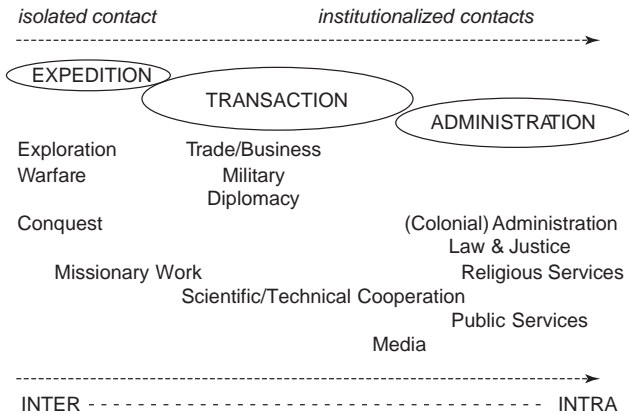 isolated contact institutionalized contacts
EXPEDITION
TRANSACTION
ADMINISTRATION
Exploration Trade/Business
Warfare Military
Diplomacy
Conquest (Colonial) Administration
Law & Justice
Missionary Work Religious Services
Scientific/Technical Cooperation
Public Services
Media
INTER INTRA